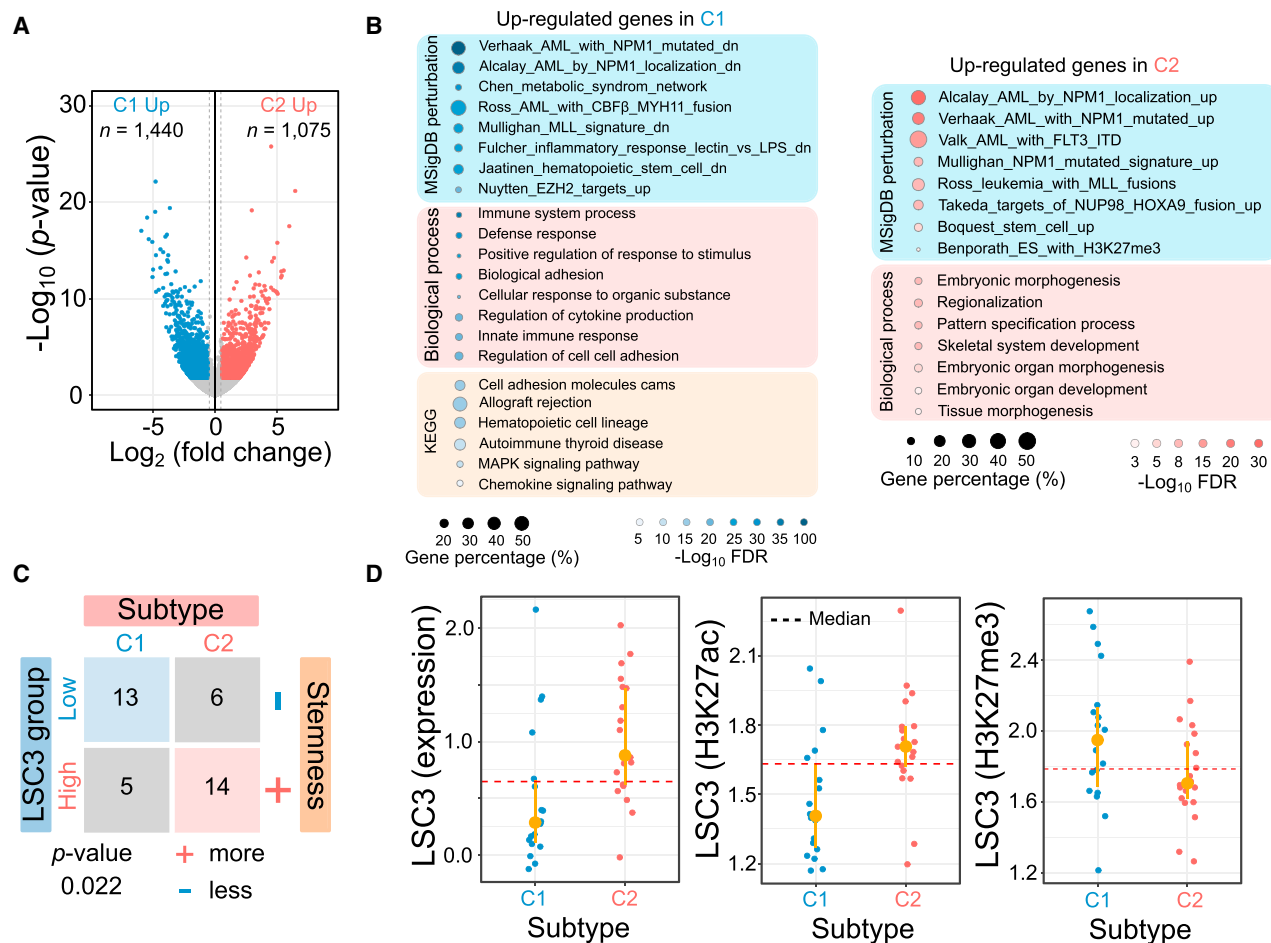 A
C1 Up
C2 Up
n = 1,440
n = 1,075
30
20
10
0
-Log10 (p-value)
-5
0
5
Log2 (fold change)
B
Up-regulated genes in C1
MSigDB perturbation
Verhaak_AML_with_NPM1_mutated_dn
Alcalay_AML_by_NPM1_localization_dn
Chen_metabolic_syndrom_network
Ross_AML_with_CBFβ_MYH11_fusion
Mullighan_MLL_signature_dn
Fulcher_inflammatory_response_lectin_vs_LPS_dn
Jaatinen_hematopoietic_stem_cell_dn
Nuytten_EZH2_targets_up
Biological process
Immune system process
Defense response
Positive regulation of response to stimulus
Biological adhesion
Cellular response to organic substance
Regulation of cytokine production
Innate immune response
Regulation of cell cell adhesion
KEGG
Cell adhesion molecules cams
Allograft rejection
Hematopoietic cell lineage
Autoimmune thyroid disease
MAPK signaling pathway
Chemokine signaling pathway
20 30 40 50
Gene percentage (%)
5 10 15 20 25 30 35 100
-Log10 FDR
Up-regulated genes in C2
MSigDB perturbation
Alcalay_AML_by_NPM1_localization_up
Verhaak_AML_with_NPM1_mutated_up
Valk_AML_with_FLT3_ITD
Mullighan_NPM1_mutated_signature_up
Ross_leukemia_with_MLL_fusions
Takeda_targets_of_NUP98_HOXA9_fusion_up
Boquest_stem_cell_up
Benporath_ES_with_H3K27me3
Biological process
Embryonic morphogenesis
Regionalization
Pattern specification process
Skeletal system development
Embryonic organ morphogenesis
Embryonic organ development
Tissue morphogenesis
10 20 30 40 50
Gene percentage (%)
3 5 8 15 20 30
-Log10 FDR
C
Subtype
C1 C2
LSC3 group
Low
13 6
-
High
5 14
+
Stemness
p-value
0.022
+ more
- less
D
LSC3 (expression)
2.0
1.0
0.0
C1 C2
Subtype
LSC3 (H3K27ac)
Median
2.1
1.8
1.5
1.2
C1 C2
Subtype
LSC3 (H3K27me3)
2.4
2.0
1.6
1.2
C1 C2
Subtype